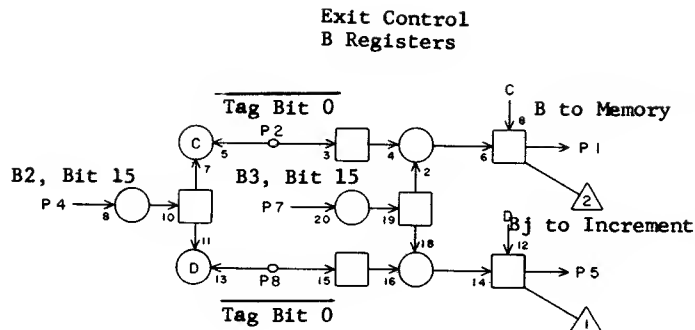 Exit Control
B Registers
Tag Bit 0
C
B to Memory
P2
8
C
5
3
4
6
P1
7
2
2
B2, Bit 15
B3, Bit 15
P4
8
10
P7
20
19
Bj to Increment
D
12
11
18
D
13
P8
15
16
14
P5
Tag Bit 0
1